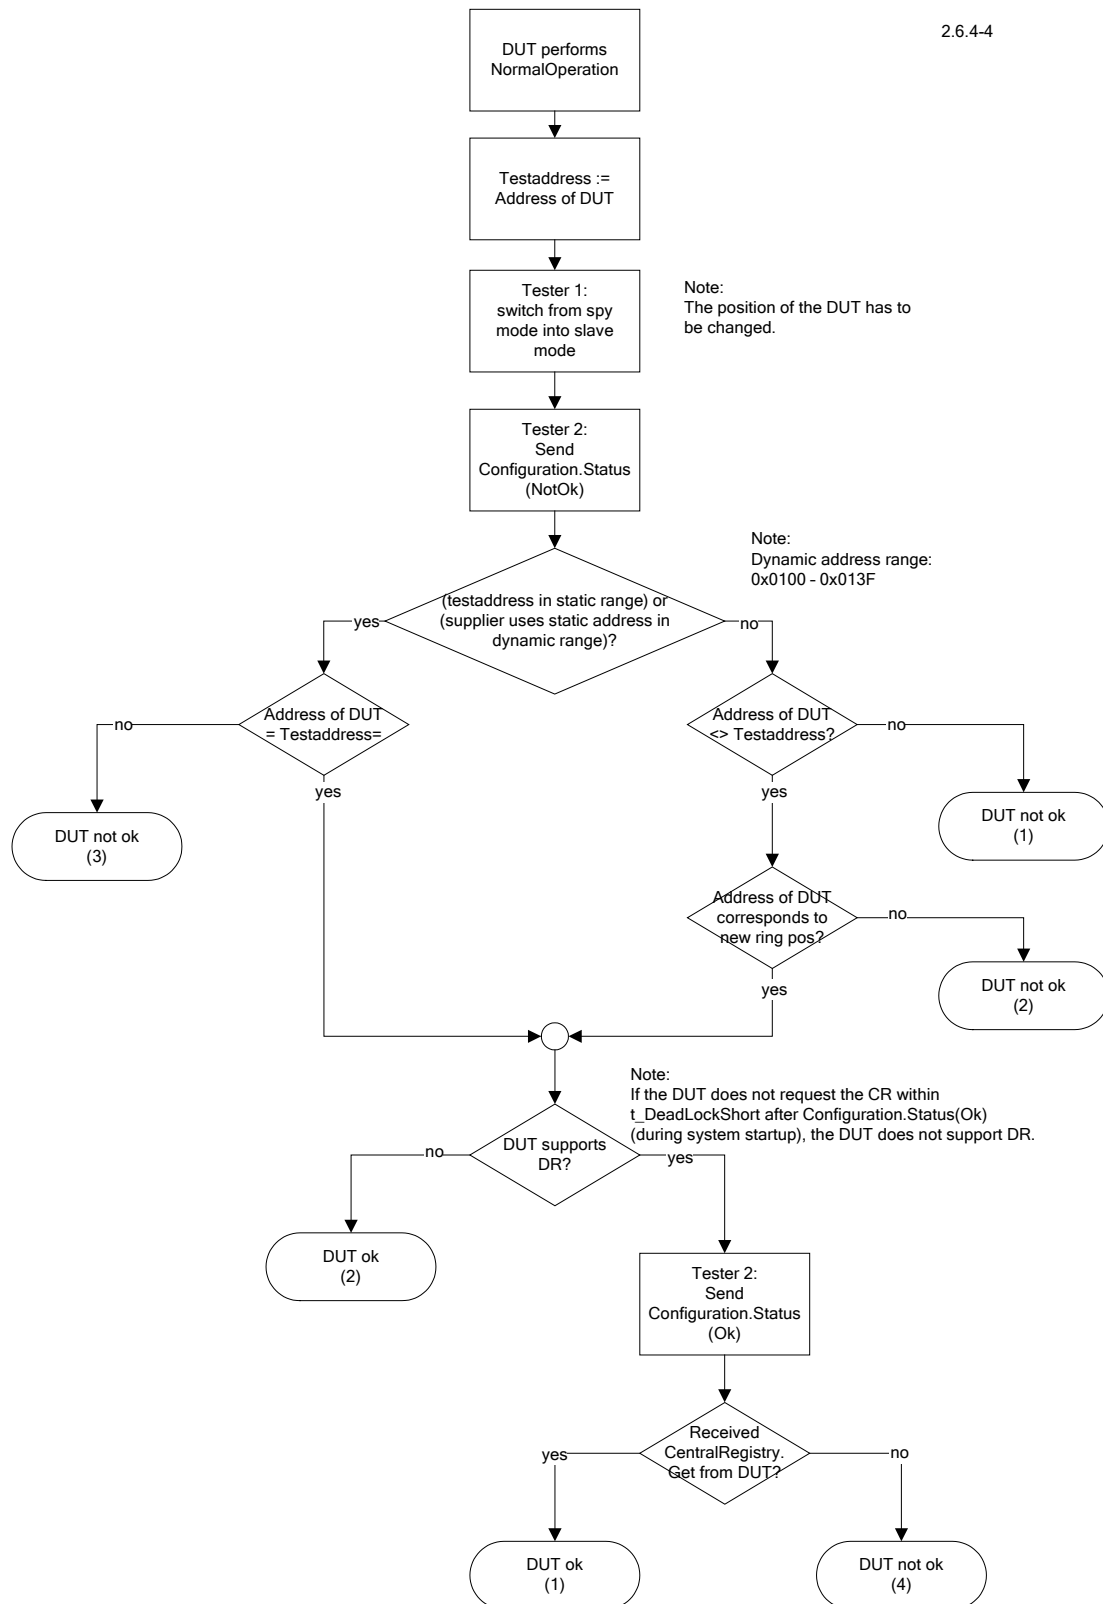 2.6.4-4
DUT performs
NormalOperation
Testaddress :=
Address of DUT
Tester 1:
switch from spy
mode into slave
mode
Note:
The position of the DUT has to
be changed.
Tester 2:
Send
Configuration.Status
(NotOk)
Note:
Dynamic address range:
0x0100 - 0x013F
(testaddress in static range) or
(supplier uses static address in
dynamic range)?
yes
no
Address of DUT
= Testaddress=
no
yes
Address of DUT
<> Testaddress?
no
yes
DUT not ok
(3)
DUT not ok
(1)
Address of DUT
corresponds to
new ring pos?
no
yes
DUT not ok
(2)
Note:
If the DUT does not request the CR within
t_DeadLockShort after Configuration.Status(Ok)
(during system startup), the DUT does not support DR.
DUT supports
DR?
no
yes
DUT ok
(2)
Tester 2:
Send
Configuration.Status
(Ok)
Received
CentralRegistry.
Get from DUT?
yes
no
DUT ok
(1)
DUT not ok
(4)